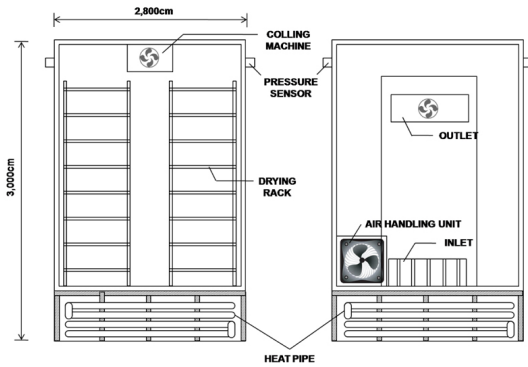 2,800cm
COLLING
MACHINE
PRESSURE
SENSOR
OUTLET
3,000cm
DRYING
RACK
AIR HANDLING UNIT
INLET
HEAT PIPE